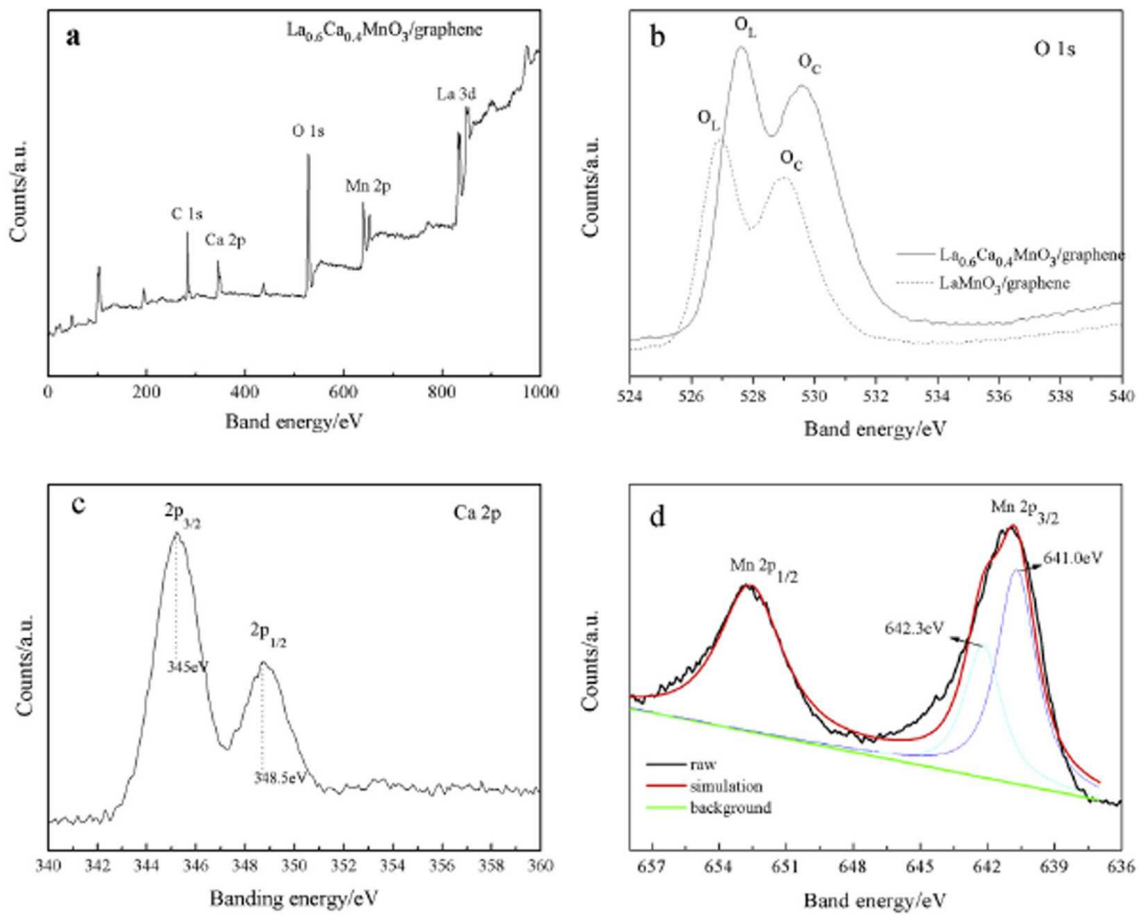 a
La0.6Ca0.4MnO3/graphene
La 3d
O 1s
Mn 2p
C 1s
Ca 2p
Counts/a.u.
0 200 400 600 800 1000
Band energy/eV
b
O 1s
OL
OC
OL
OC
La0.6Ca0.4MnO3/graphene
LaMnO3/graphene
Counts/a.u.
524 526 528 530 532 534 536 538 540
Band energy/eV
c
Ca 2p
2p3/2
2p1/2
345eV
348.5eV
Counts/a.u.
340 342 344 346 348 350 352 354 356 358 360
Banding energy/eV
d
Mn 2p3/2
641.0eV
Mn 2p1/2
642.3eV
raw
simulation
background
Counts/a.u.
657 654 651 648 645 642 639 636
Band energy/eV